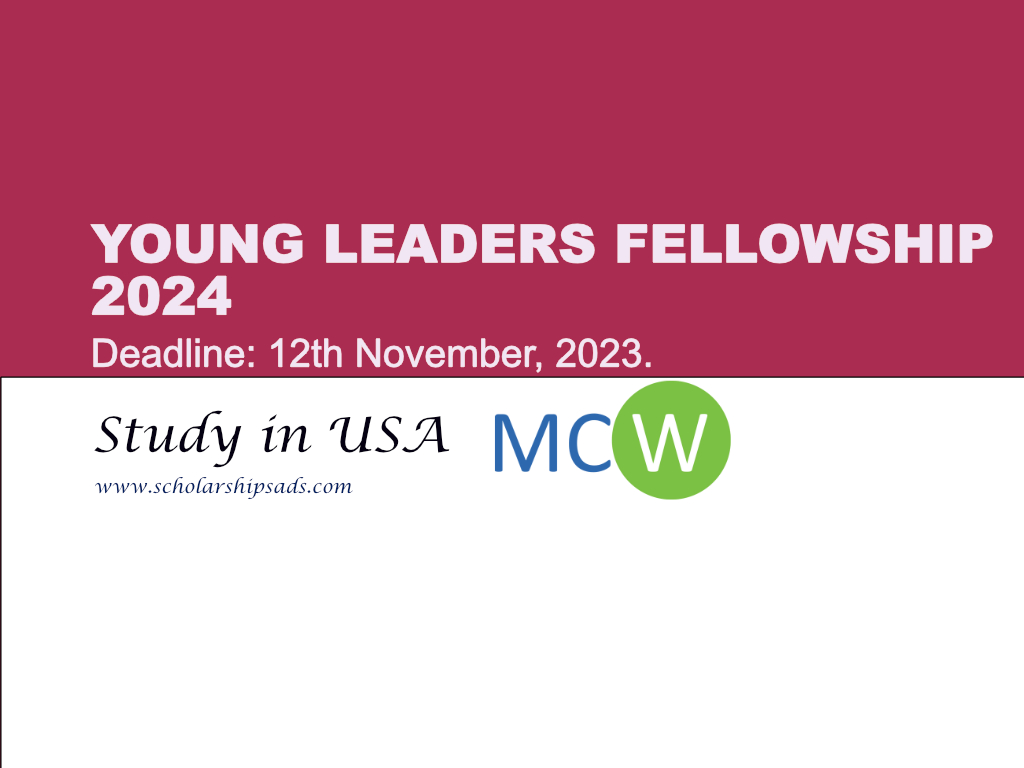 YOUNG LEADERS FELLOWSHIP
2024
Deadline: 12th November, 2023.
Study in USA
MCW
www.scholarshipsads.com